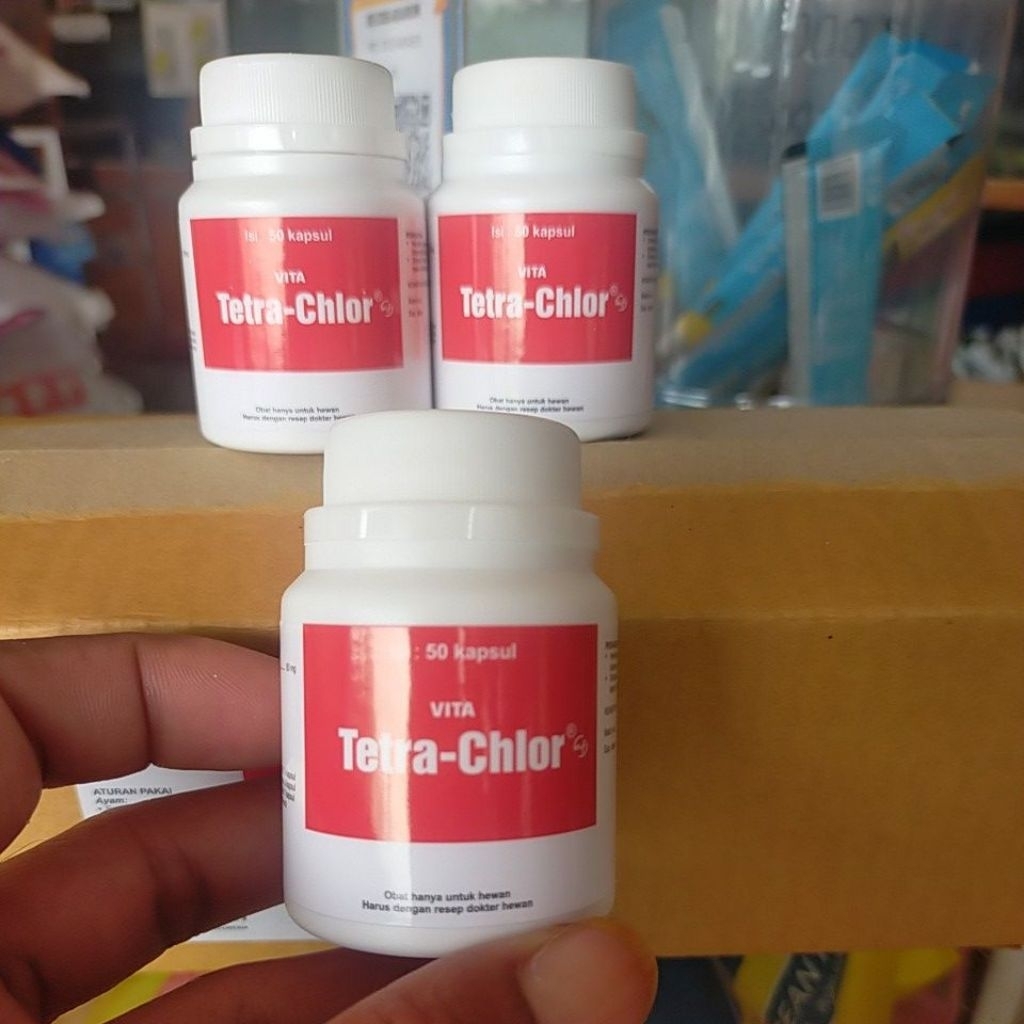 Isi : 50 kapsul
VITA
Tetra-Chlor®
Obat hanya untuk hewan
Harus dengan resep dokter hewan
Isi : 50 kapsul
VITA
Tetra-Chlor®
Obat hanya untuk hewan
Harus dengan resep dokter hewan
: 50 kapsul
VITA
Tetra-Chlor®
Obat hanya untuk hewan
Harus dengan resep dokter hewan
ATURAN PAKAI
Ayam: